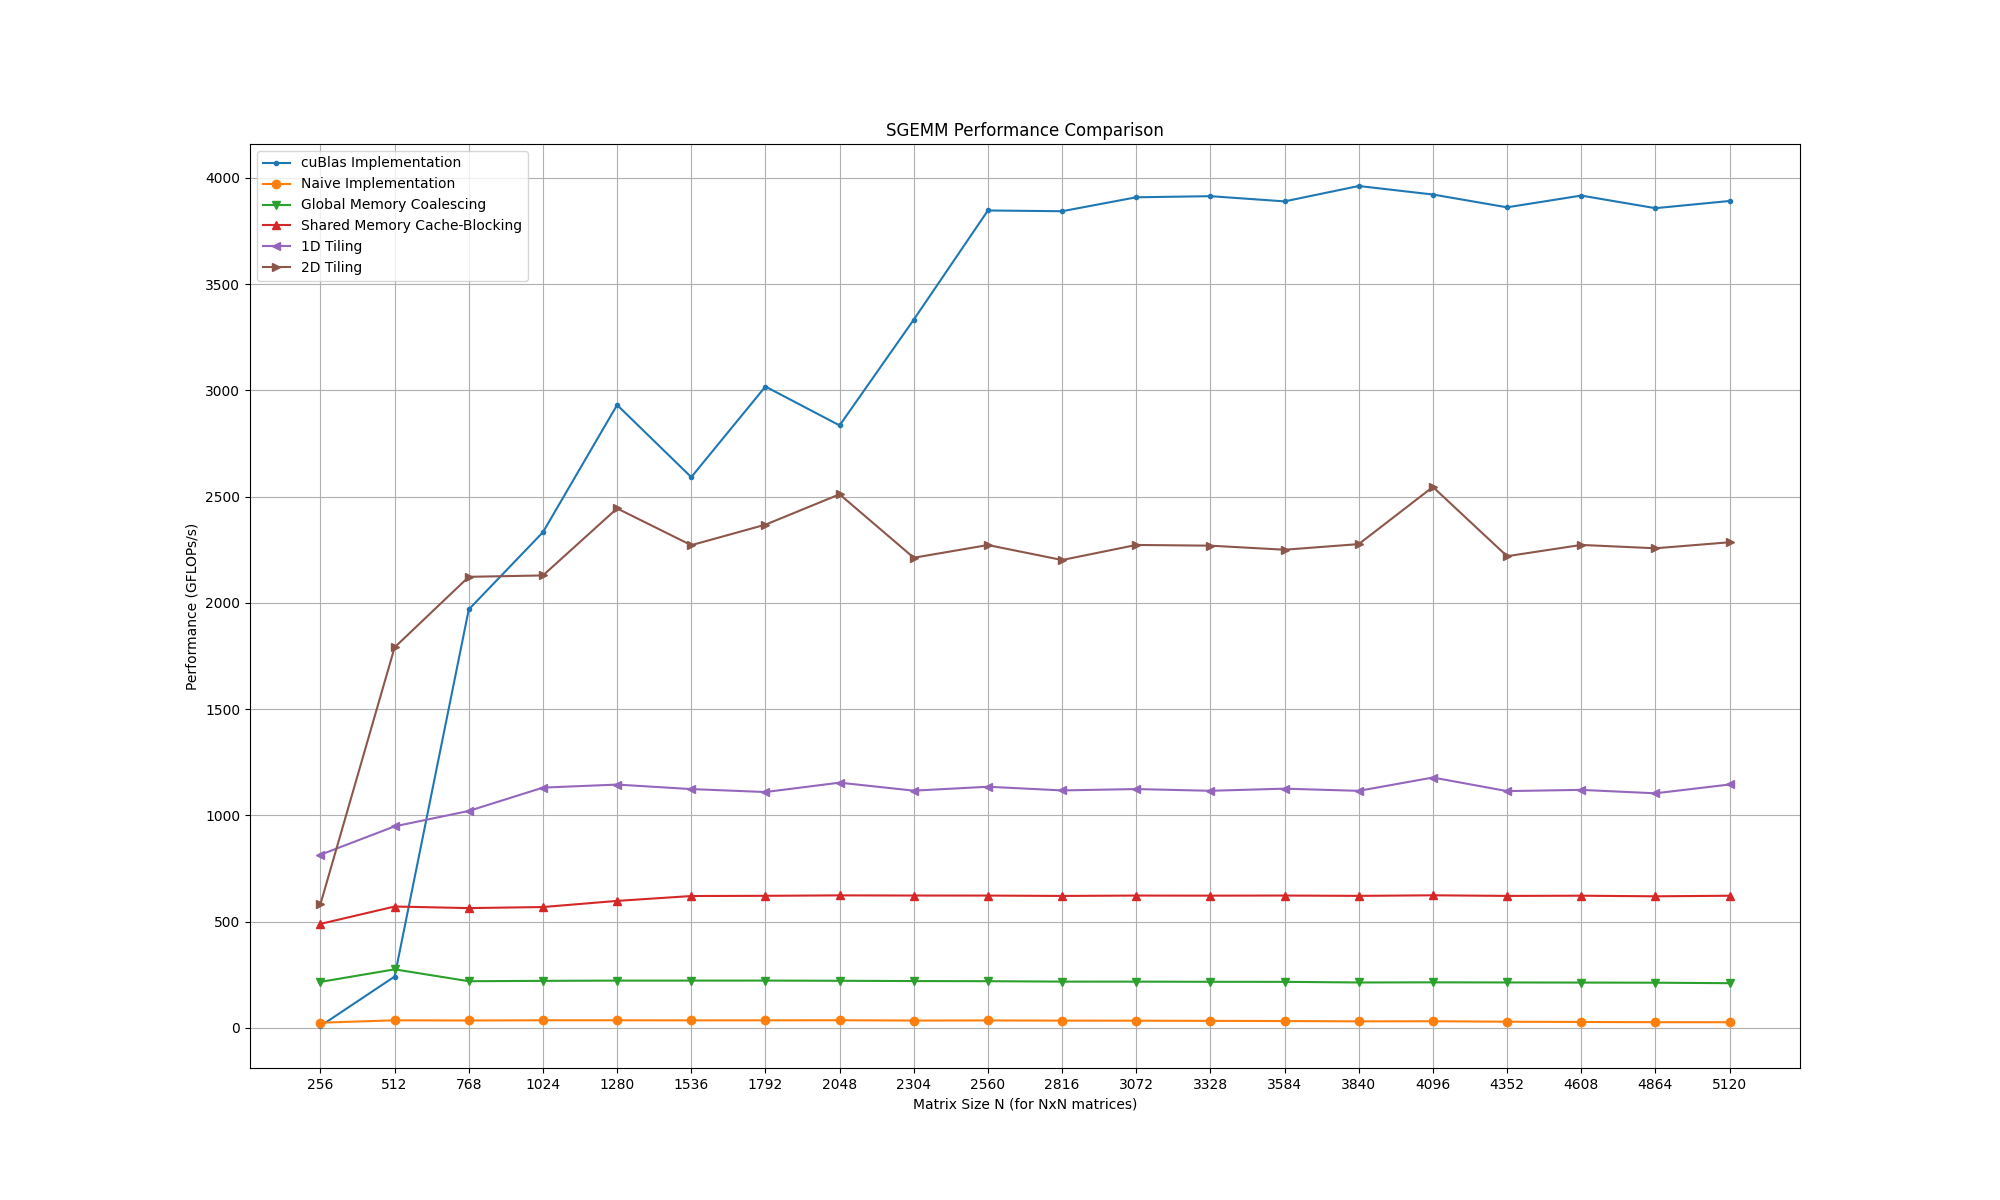 SGEMM Performance Comparison
cuBlas Implementation
Naive Implementation
Global Memory Coalescing
Shared Memory Cache-Blocking
1D Tiling
2D Tiling
4000
3500
3000
2500
2000
1500
1000
500
0
Performance (GFLOPs/s)
256 512 768 1024 1280 1536 1792 2048 2304 2560 2816 3072 3328 3584 3840 4096 4352 4608 4864 5120
Matrix Size N (for NxN matrices)